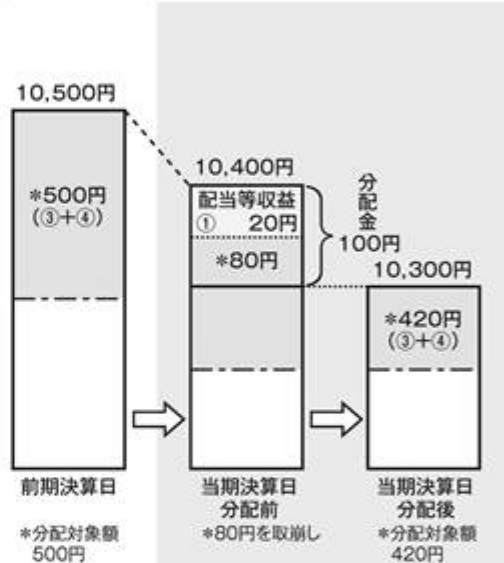 10,500円
*500円
(③+④)
10,400円
配当等収益
① 20円
*80円
分配金
100円
10,300円
*420円
(③+④)
前期決算日
*分配対象額
500円
当期決算日
分配前
*80円を取崩し
当期決算日
分配後
*分配対象額
420円